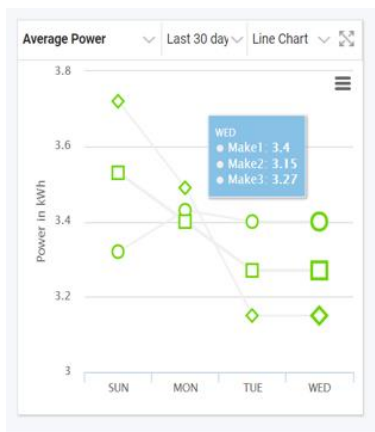 Average Power
Last 30 day
Line Chart
3.8
3.6
3.4
3.2
3
Power in kWh
WED
Make1: 3.4
Make2: 3.15
Make3: 3.27
SUN MON TUE WED